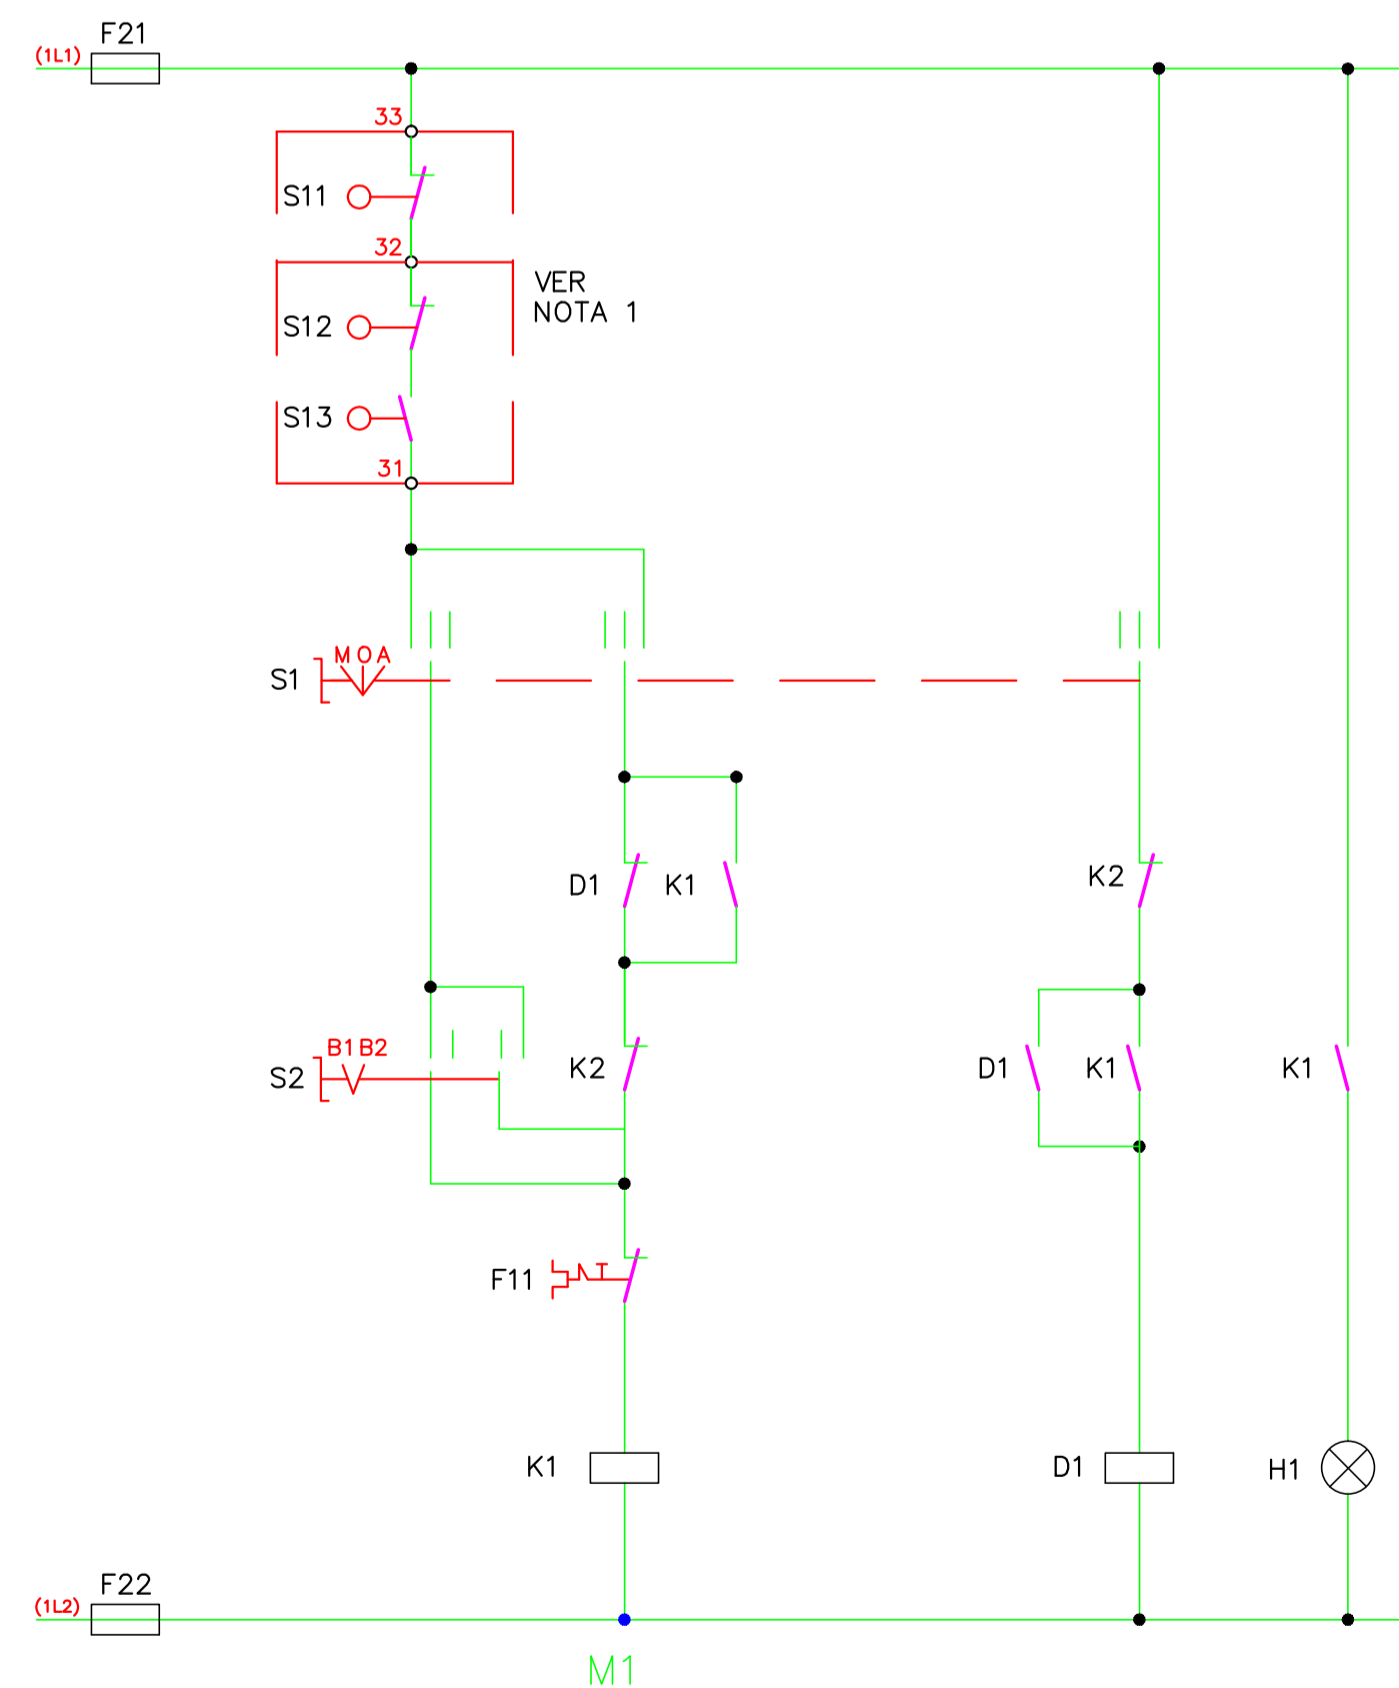 F21
(1L1)
33
S11
32
VER
NOTA 1
S12
S13
31
M O A
S1
D1 K1
K2
B1 B2
S2
K2
D1 K1
K1
F11
K1
D1
H1
F22
(1L2)
M1